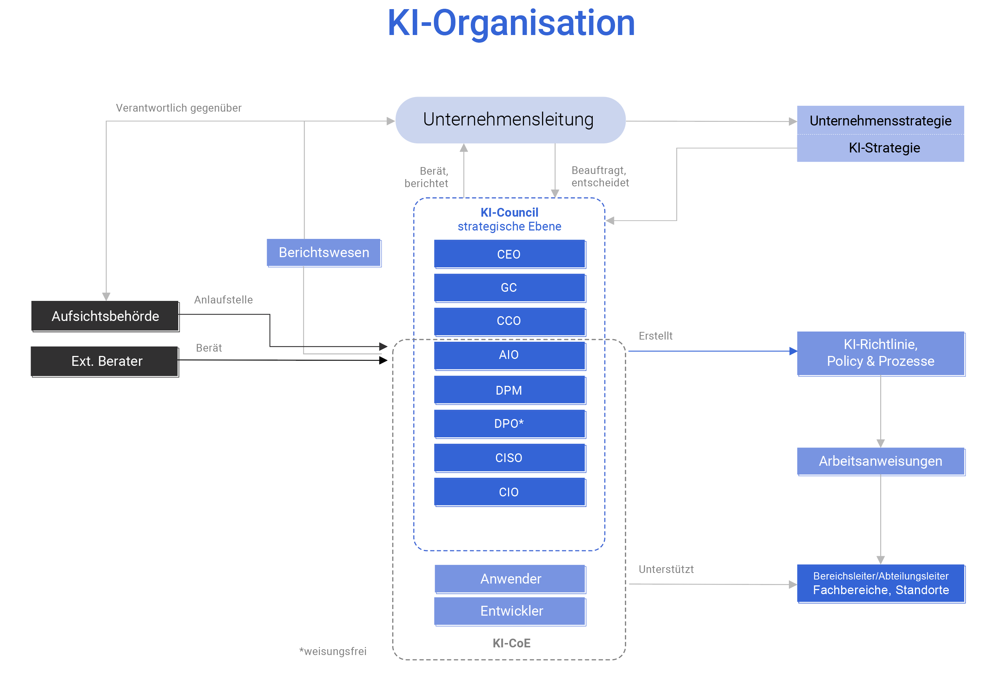 KI-Organisation
Verantwortlich gegenüber
Unternehmensleitung
Unternehmensstrategie
KI-Strategie
Berät,
berichtet
Beauftragt,
entscheidet
KI-Council
strategische Ebene
Berichtswesen
CEO
GC
CCO
Aufsichtsbehörde
Anlaufstelle
Ext. Berater
Berät
AIO
DPM
DPO*
CISO
CIO
Erstellt
KI-Richtlinie,
Policy & Prozesse
Arbeitsanweisungen
Unterstützt
Bereichsleiter/Abteilungsleiter
Fachbereiche, Standorte
Anwender
Entwickler
KI-CoE
*weisungsfrei